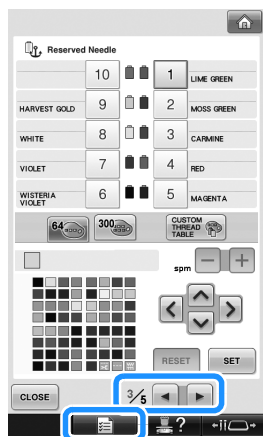 Reserved Needle
10 1 LIME GREEN
HARVEST GOLD 9 2 MOSS GREEN
WHITE 8 3 CARMINE
VIOLET 7 4 RED
WISTERIA
VIOLET 6 5 MAGENTA
64 300 CUSTOM
THREAD
TABLE
spm - +
RESET SET
CLOSE 3/5
?